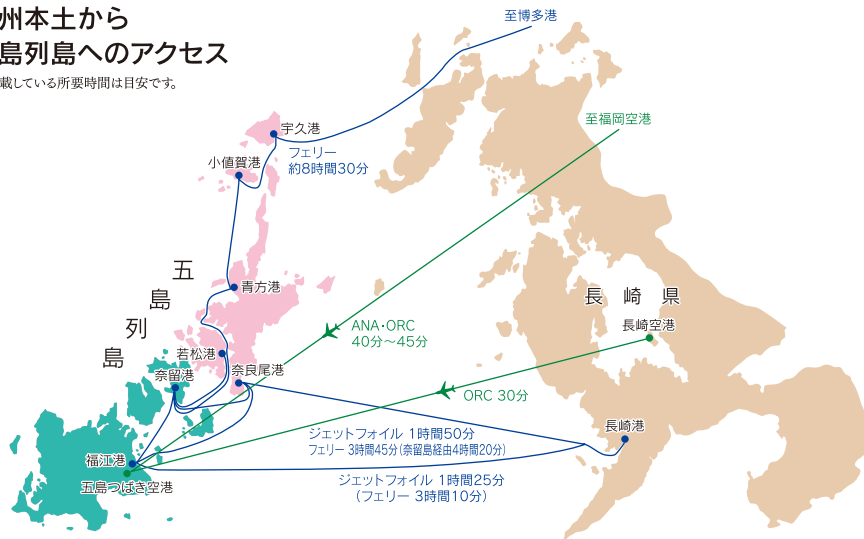 州本土から
島列島へのアクセス
載している所要時間は目安です。
至博多港
至福岡空港
宇久港
フェリー
約8時間30分
小値賀港
五島列島
青方港
長崎県
長崎空港
ANA・ORC
40分～45分
若松港
奈留港
奈良尾港
ORC 30分
長崎港
ジェットフォイル 1時間50分
フェリー 3時間45分（奈留島経由4時間20分）
福江港
五島つばき空港
ジェットフォイル 1時間25分
（フェリー 3時間10分）